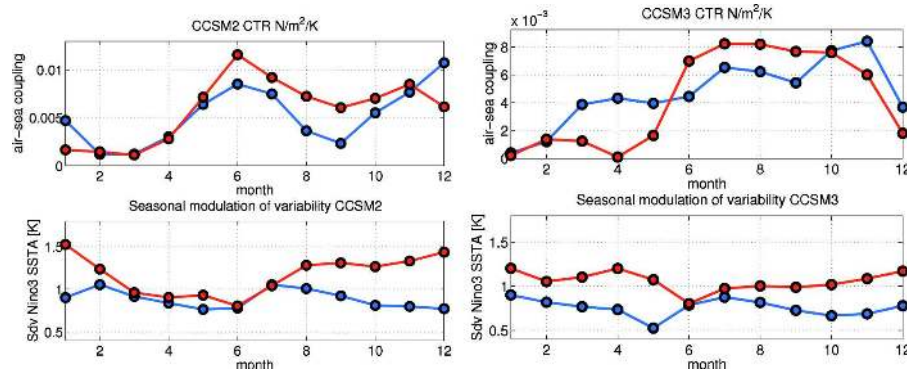 CCSM2 CTR N/m²/K
air-sea coupling
0.01
0.005
0
2 4 6 8 10 12
month
CCSM3 CTR N/m²/K
x 10⁻³
air-sea coupling
8
6
4
2
0
2 4 6 8 10 12
month
Seasonal modulation of variability CCSM2
Sdv Nino3 SSTA [K]
1.5
1
0.5
2 4 6 8 10 12
month
Seasonal modulation of variability CCSM3
Sdv Nino3 SSTA [K]
1.5
1
0.5
2 4 6 8 10 12
month